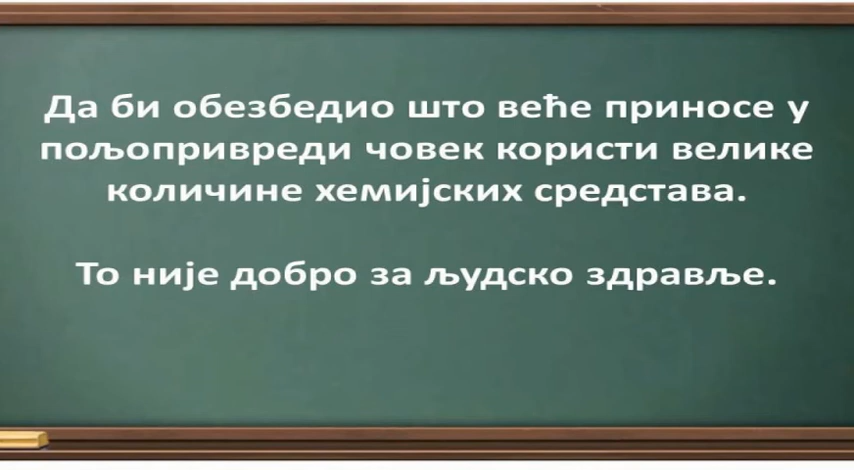 Да би обезбедио што веће приносе у
пољопривреди човек користи велике
количине хемијских средстава.
То није добро за људско здравље.